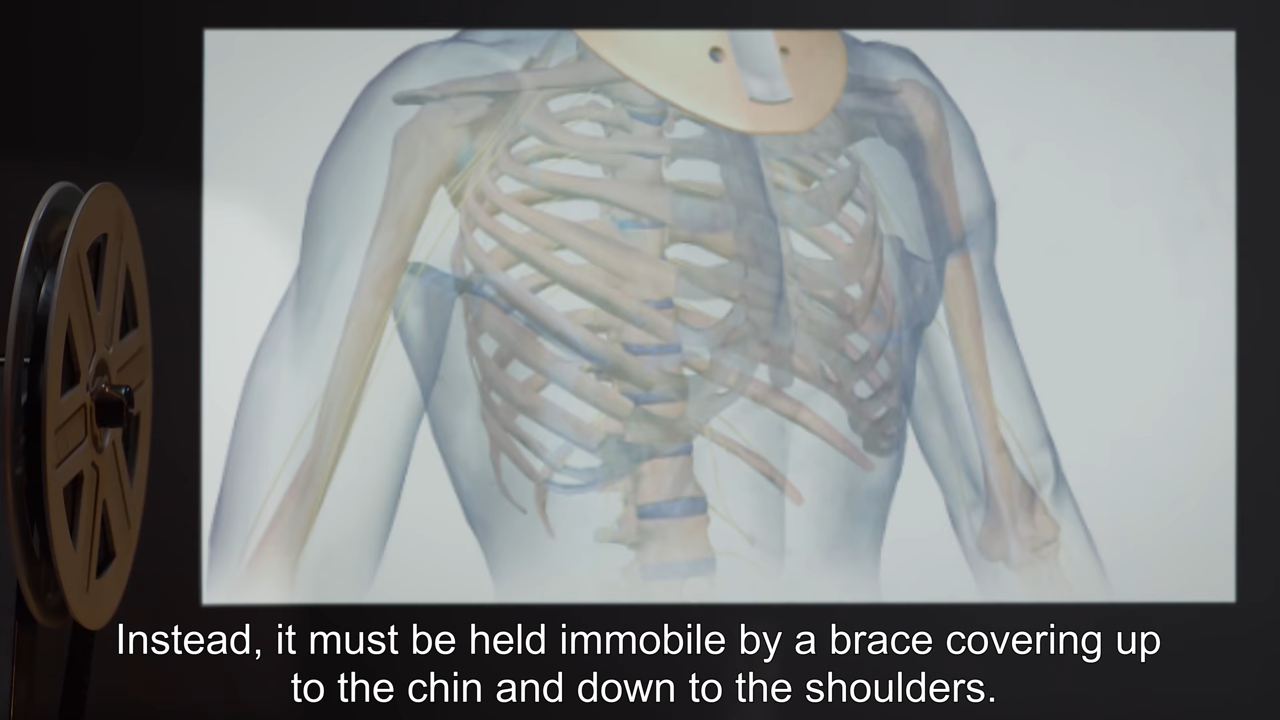 Instead, it must be held immobile by a brace covering up
to the chin and down to the shoulders.